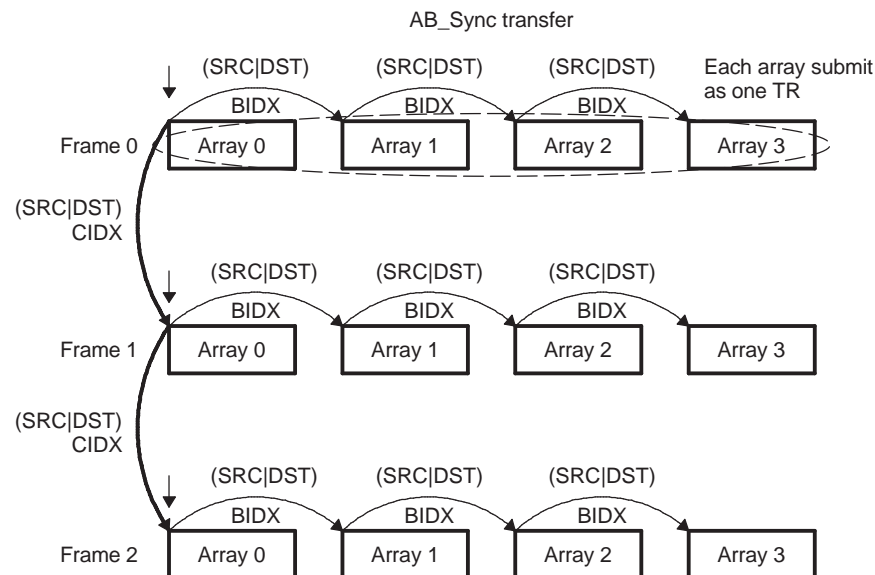 AB_Sync transfer
(SRC|DST) (SRC|DST) (SRC|DST) Each array submit
as one TR
BIDX BIDX BIDX
Frame 0 Array 0 Array 1 Array 2 Array 3
(SRC|DST)
CIDX
(SRC|DST) (SRC|DST) (SRC|DST)
BIDX BIDX BIDX
Frame 1 Array 0 Array 1 Array 2 Array 3
(SRC|DST)
CIDX
(SRC|DST) (SRC|DST) (SRC|DST)
BIDX BIDX BIDX
Frame 2 Array 0 Array 1 Array 2 Array 3